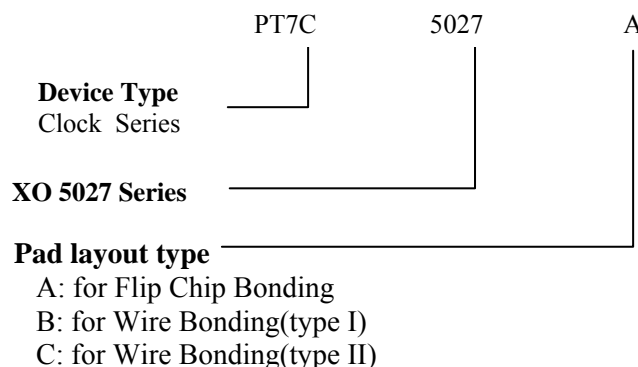 PT7C 5027 A
Device Type
Clock Series
XO 5027 Series
Pad layout type
A: for Flip Chip Bonding
B: for Wire Bonding(type I)
C: for Wire Bonding(type II)